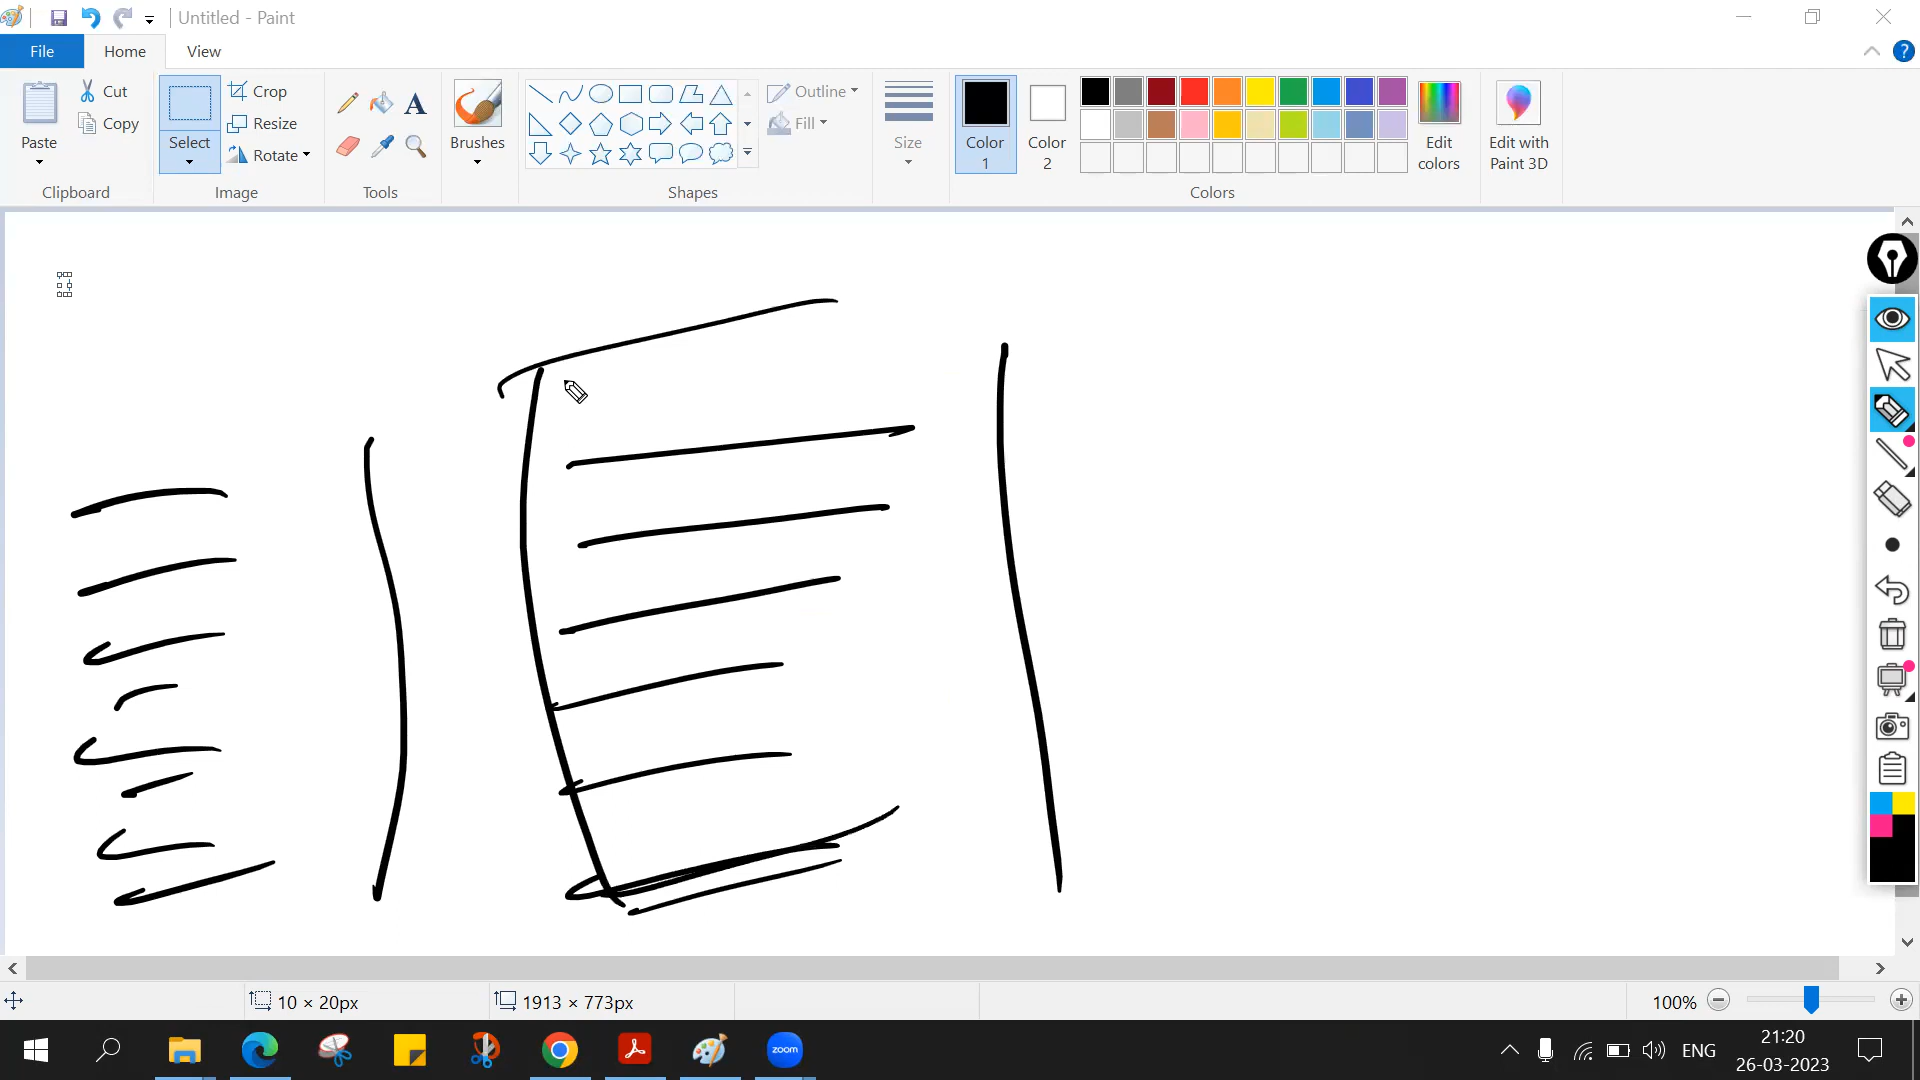 Untitled - Paint
File Home View
Paste
Cut
Copy
Clipboard
Select
Crop
Resize
Rotate
Image
A
Tools
Brushes
Outline
Fill
Shapes
Size
Color 1
Color 2
Edit colors
Colors
Edit with Paint 3D
?
10 × 20px
1913 × 773px
100%
zoom
ENG
21:20
26-03-2023